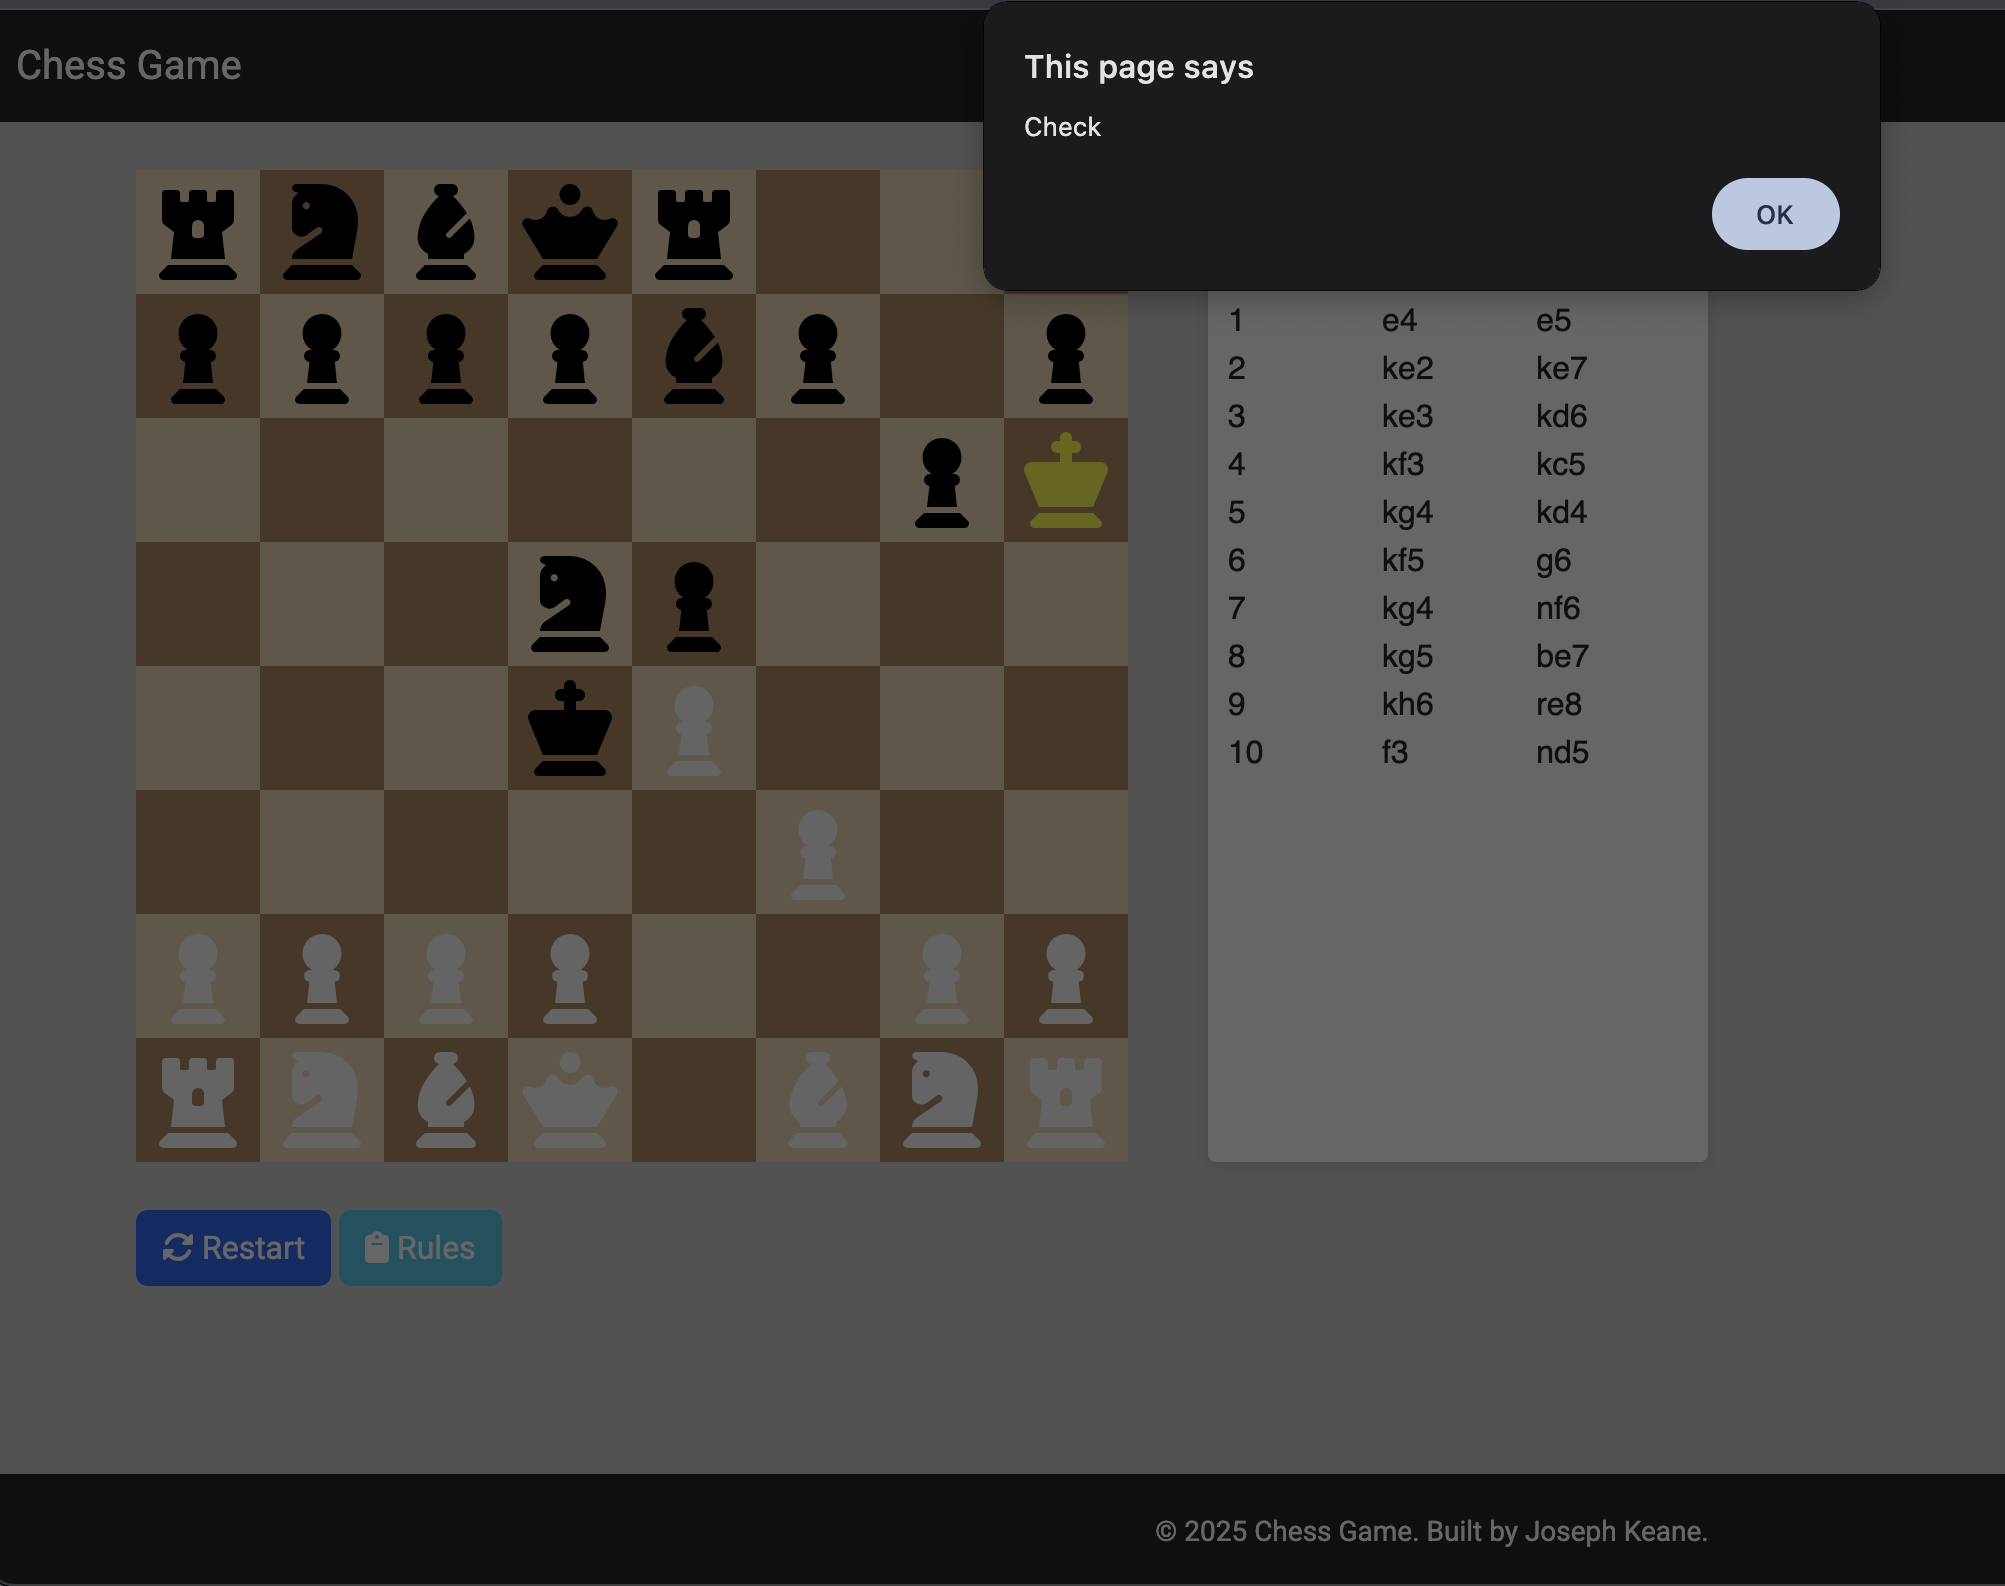 Chess Game
This page says
Check
OK
1 e4 e5
2 ke2 ke7
3 ke3 kd6
4 kf3 kc5
5 kg4 kd4
6 kf5 g6
7 kg4 nf6
8 kg5 be7
9 kh6 re8
10 f3 nd5
Restart Rules
© 2025 Chess Game. Built by Joseph Keane.